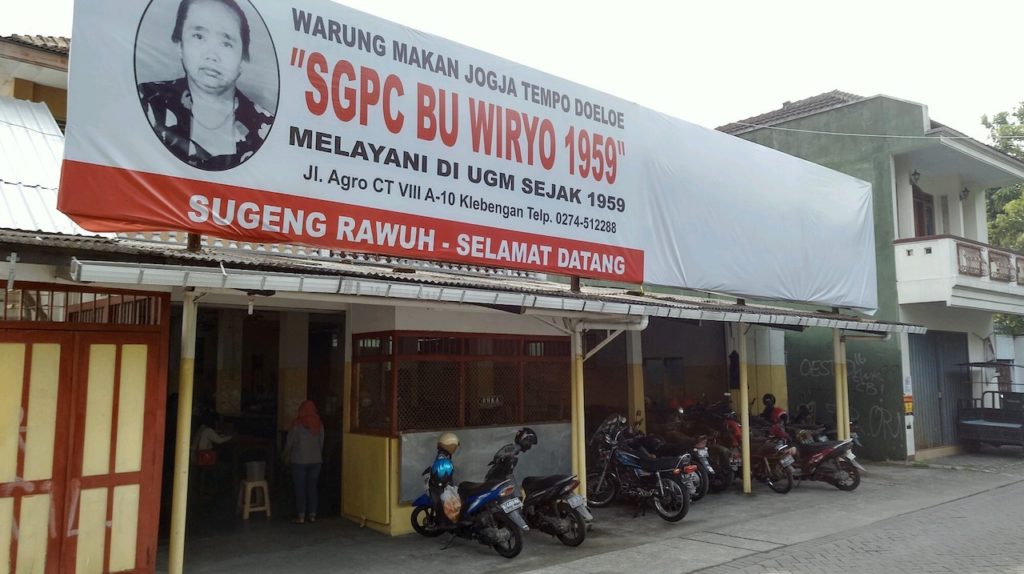 WARUNG MAKAN JOGJA TEMPO DOELOE
"SGPC BU WIRYO 1959"
MELAYANI DI UGM SEJAK 1959
Jl. Agro CT VIII A-10 Klebengan Telp. 0274-512288
SUGENG RAWUH - SELAMAT DATANG